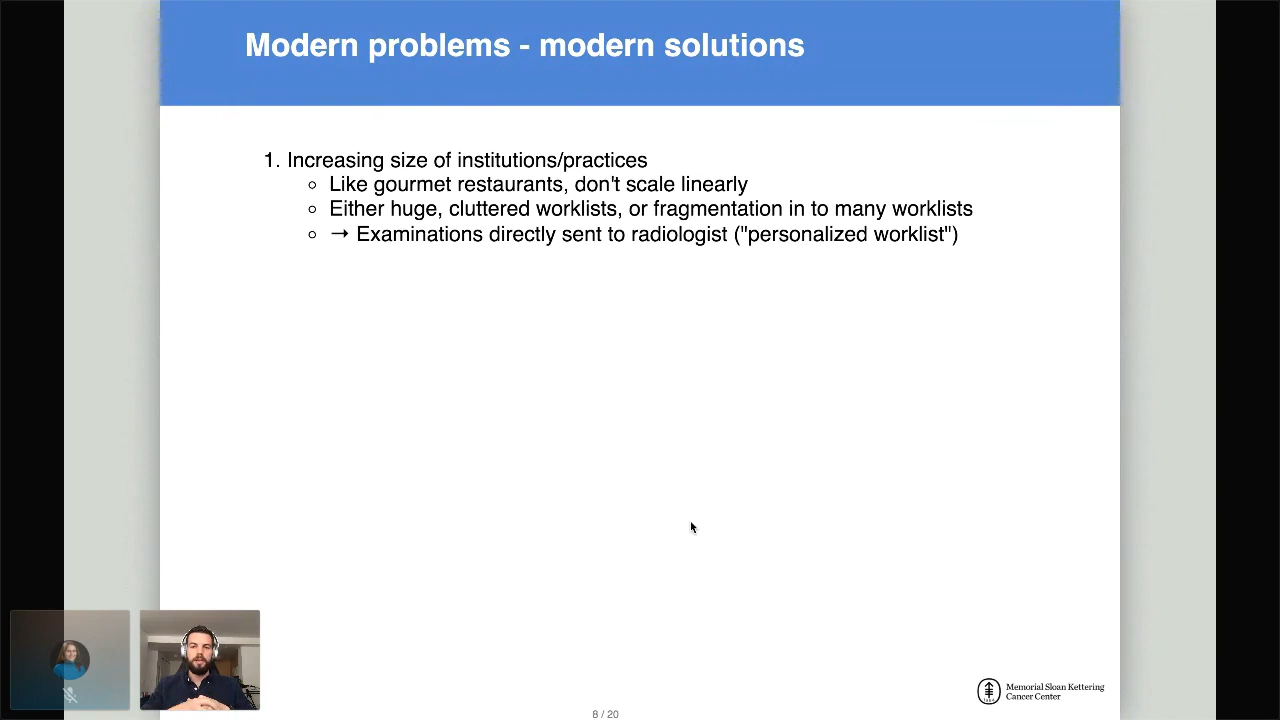 Modern problems - modern solutions
1. Increasing size of institutions/practices
Like gourmet restaurants, don't scale linearly
Either huge, cluttered worklists, or fragmentation in to many worklists
→ Examinations directly sent to radiologist ("personalized worklist")
Memorial Sloan Kettering
Cancer Center
8 / 20